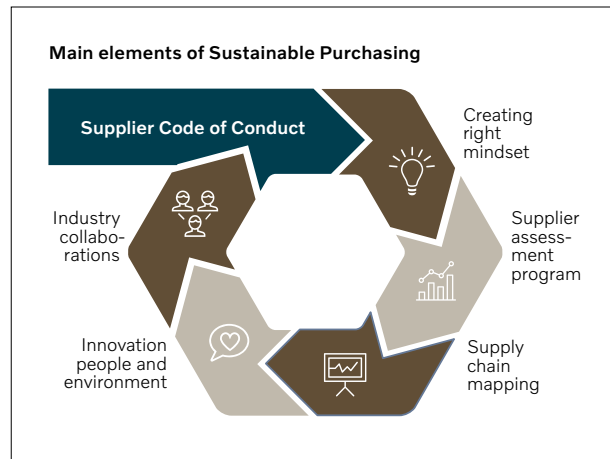 Main elements of Sustainable Purchasing
Supplier Code of Conduct
Creating
right
mindset
Supplier
assess-
ment
program
Supply
chain
mapping
Innovation
people and
environment
Industry
collabo-
rations